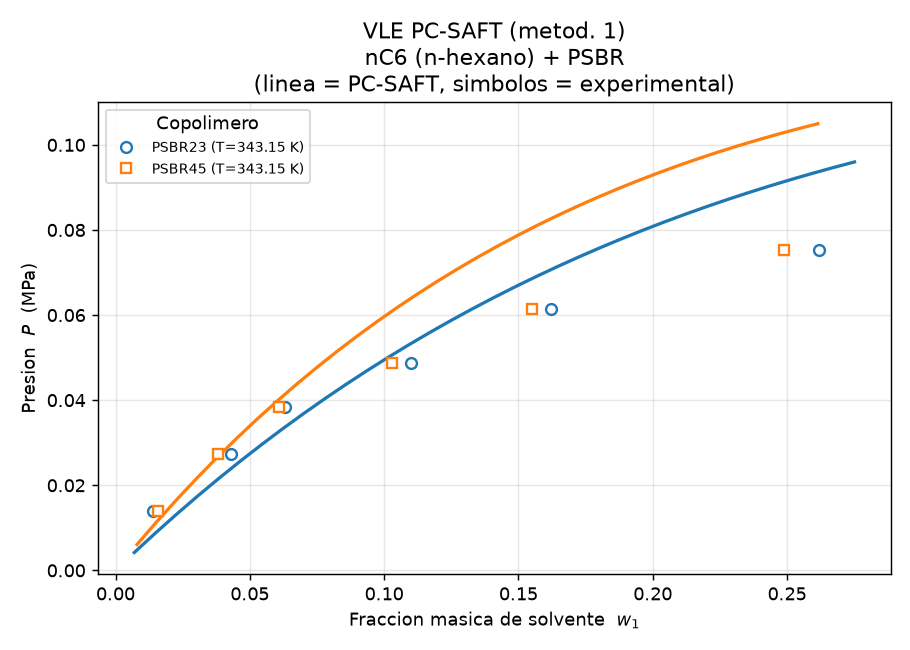 VLE PC-SAFT (metod. 1)
nC6 (n-hexano) + PSBR
(linea = PC-SAFT, simbolos = experimental)
Copolimero
PSBR23 (T=343.15 K)
PSBR45 (T=343.15 K)
Presion P (MPa)
0.10
0.08
0.06
0.04
0.02
0.00
0.00 0.05 0.10 0.15 0.20 0.25
Fraccion masica de solvente w₁